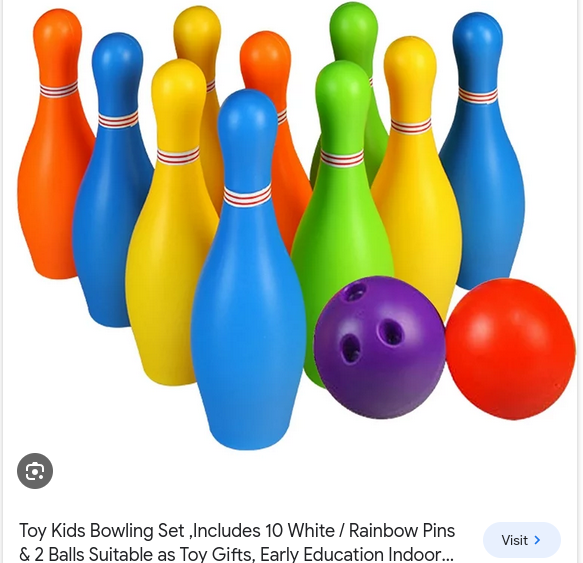 Toy Kids Bowling Set ,Includes 10 White / Rainbow Pins
& 2 Balls Suitable as Toy Gifts, Early Education Indoor...
Visit